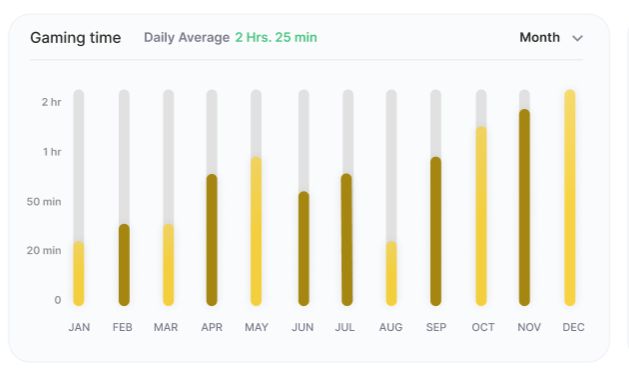 Gaming time Daily Average 2 Hrs. 25 min Month
2 hr
1 hr
50 min
20 min
0
JAN FEB MAR APR MAY JUN JUL AUG SEP OCT NOV DEC